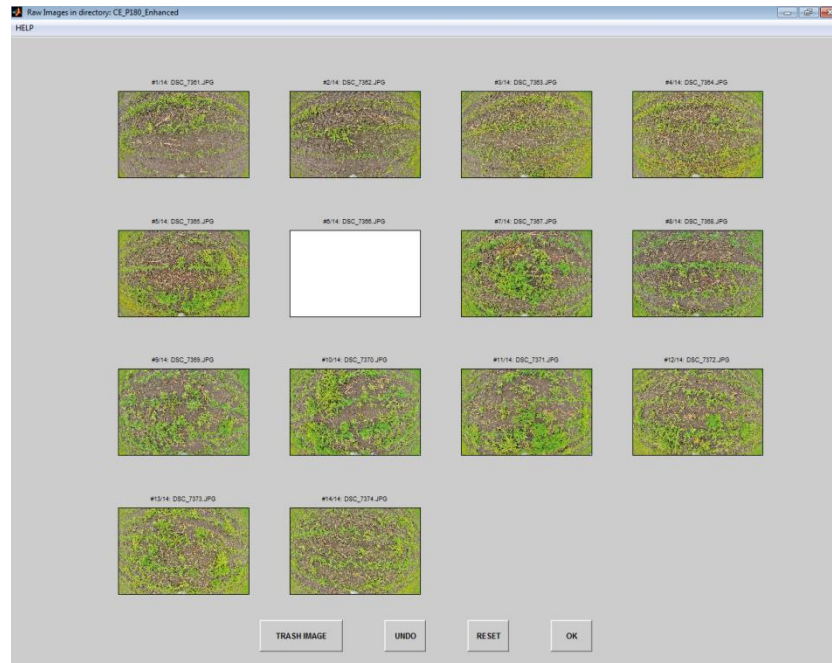 Raw Images in directory: CE_P180_Enhanced
HELP
#1/14: DSC_7361.JPG
#2/14: DSC_7362.JPG
#3/14: DSC_7363.JPG
#4/14: DSC_7364.JPG
#5/14: DSC_7365.JPG
#6/14: DSC_7366.JPG
#7/14: DSC_7367.JPG
#8/14: DSC_7368.JPG
#9/14: DSC_7369.JPG
#10/14: DSC_7370.JPG
#11/14: DSC_7371.JPG
#12/14: DSC_7372.JPG
#13/14: DSC_7373.JPG
#14/14: DSC_7374.JPG
TRASH IMAGE
UNDO
RESET
OK